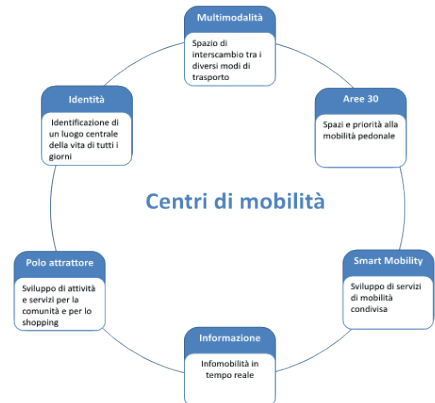 Multimodalità
Spazio di
interscambio tra i
diversi modi di
trasporto
Aree 30
Spazi e priorità alla
mobilità pedonale
Smart Mobility
Sviluppo di servizi
di mobilità
condivisa
Informazione
Infomobilità in
tempo reale
Polo attrattore
Sviluppo di attività
e servizi per la
comunità e per lo
shopping
Identità
Identificazione di
un luogo centrale
della vita di tutti i
giorni
Centri di mobilità